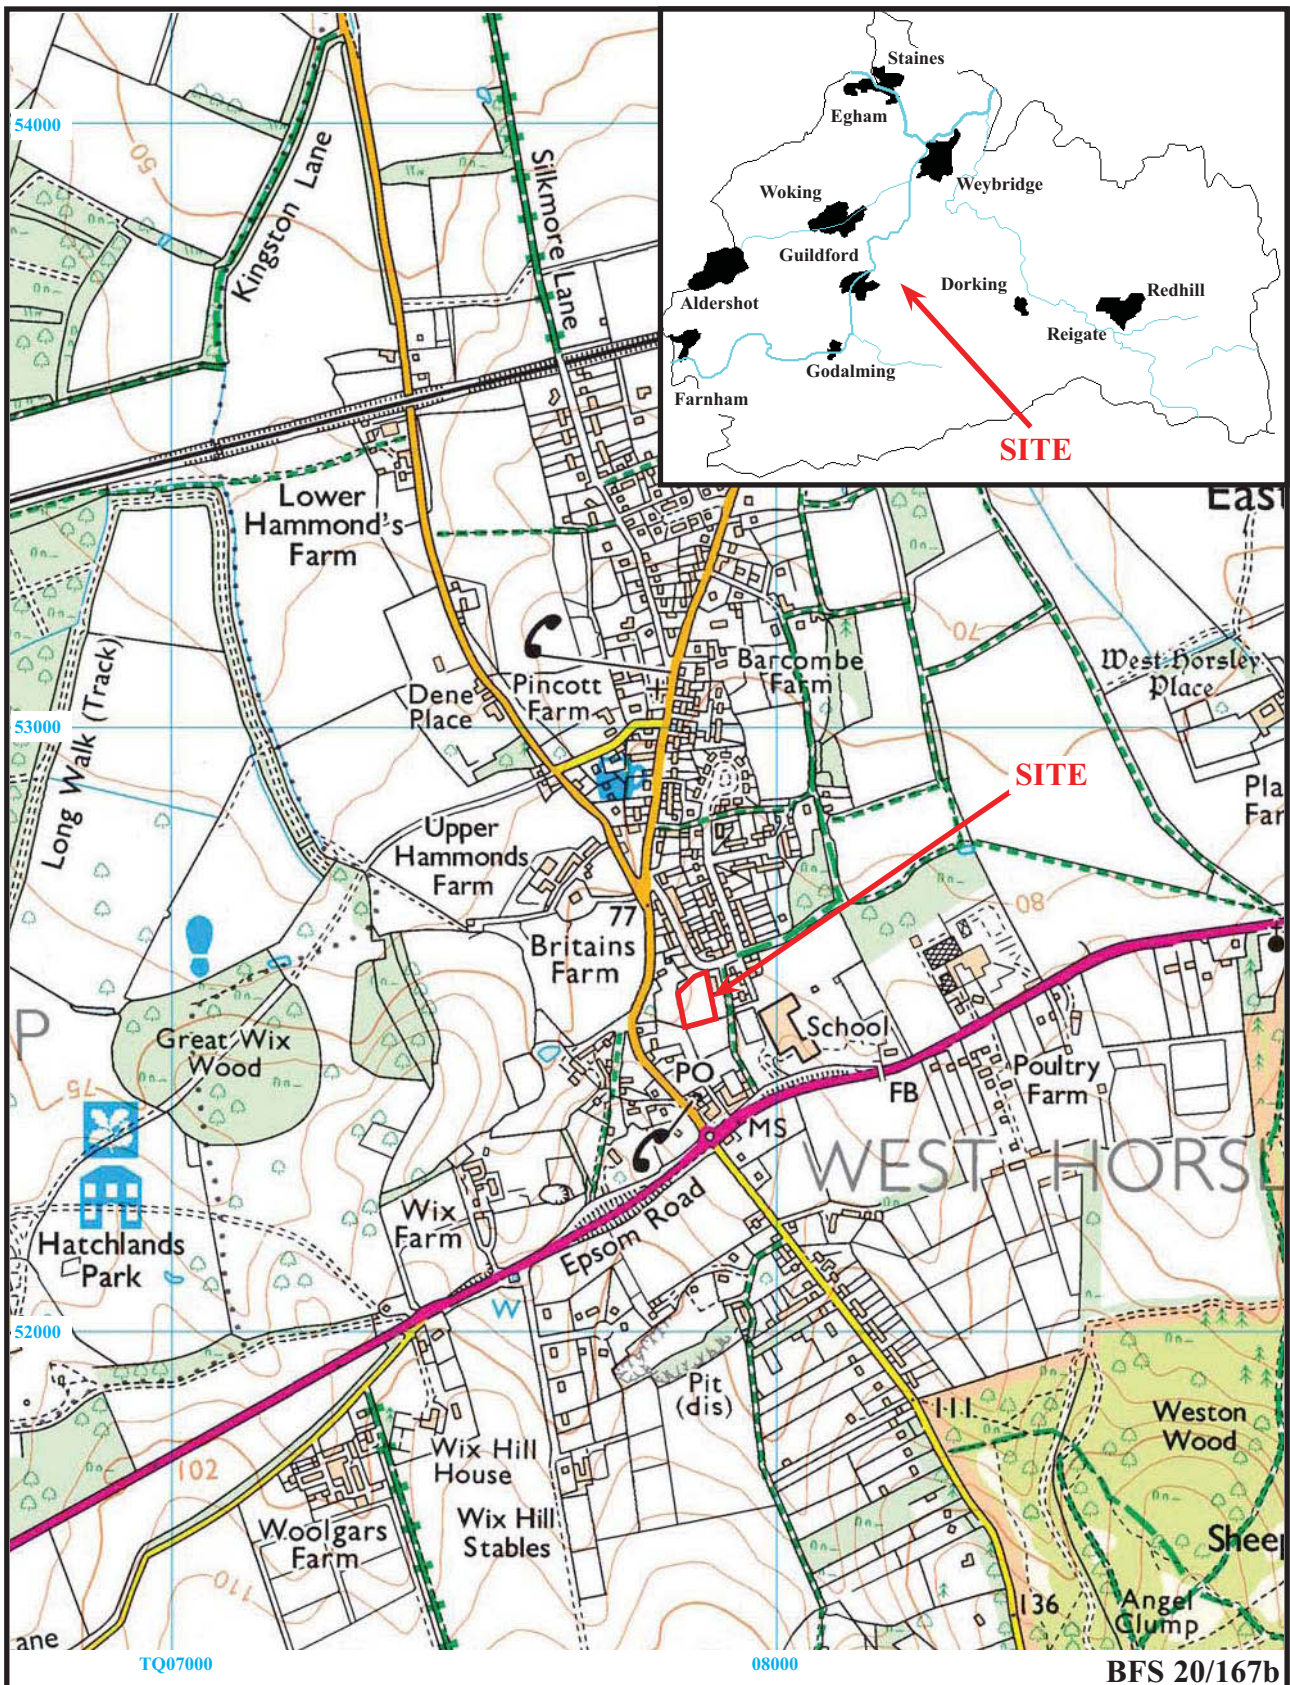 Staines
Egham
Weybridge
Woking
Guildford
Dorking
Redhill
Aldershot
Reigate
Godalming
Farnham
SITE
54000
50
Kingston Lane
Silkmore Lane
Lower
Hammond's
Farm
East
70
Long Walk (Track)
Dene
Place
Pincott
Farm
Barcombe
Farm
West Horsley
Place
53000
SITE
Pla
Far
Upper
Hammonds
Farm
80
77
Britains
Farm
P
Great Wix
Wood
School
75
PO
FB
Poultry
Farm
MS
WEST HORSL
Hatchlands
Park
Wix
Farm
Epsom Road
W
52000
Pit
(dis)
111
Weston
Wood
102
Wix Hill
House
Woolgars
Farm
Wix Hill
Stables
Sheep
110
136
Angel
Clump
ane
TQ07000
08000
BFS 20/167b